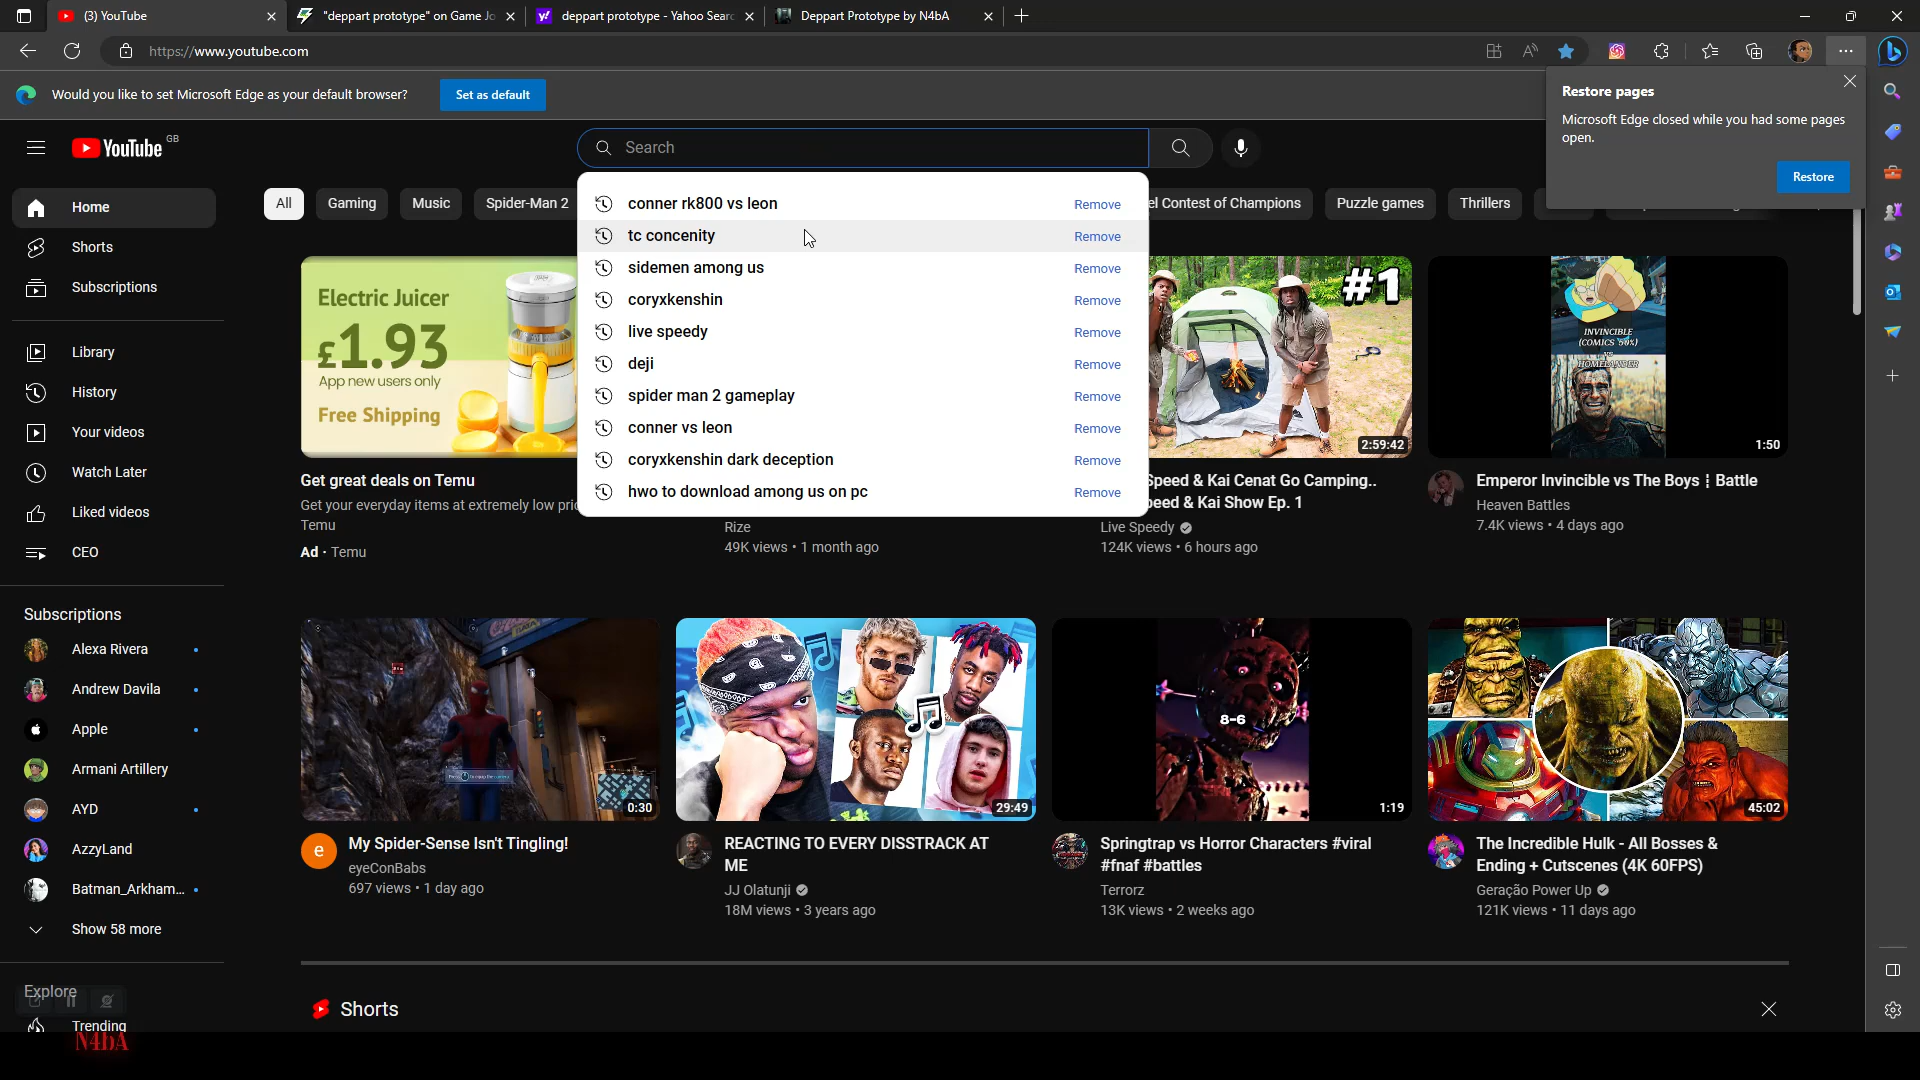 (3) YouTube
"deppart prototype" on Game Jo
deppart prototype - Yahoo Searc
Deppart Prototype by N4bA
https://www.youtube.com
Would you like to set Microsoft Edge as your default browser?
Set as default
Restore pages
Microsoft Edge closed while you had some pages
open.
Restore
YouTube GB
Search
Home
Shorts
Subscriptions
Library
History
Your videos
Watch Later
Liked videos
CEO
Subscriptions
Alexa Rivera
Andrew Davila
Apple
Armani Artillery
AYD
AzzyLand
Batman_Arkham...
Show 58 more
Explore
Trending
N4bA
All
Gaming
Music
Spider-Man 2
el Contest of Champions
Puzzle games
Thrillers
conner rk800 vs leon
Remove
tc concenity
Remove
sidemen among us
Remove
coryxkenshin
Remove
live speedy
Remove
deji
Remove
spider man 2 gameplay
Remove
conner vs leon
Remove
coryxkenshin dark deception
Remove
hwo to download among us on pc
Remove
Electric Juicer
£1.93
App new users only
Free Shipping
Get great deals on Temu
Get your everyday items at extremely low pric
Temu
Ad · Temu
Rize
49K views • 1 month ago
#1
2:59:42
Speed & Kai Cenat Go Camping..
peed & Kai Show Ep. 1
Live Speedy
124K views • 6 hours ago
INVINCIBLE
(COMICS '90%)
HOMELANDER
1:50
Emperor Invincible vs The Boys ¦ Battle
Heaven Battles
7.4K views • 4 days ago
0:30
My Spider-Sense Isn't Tingling!
e
eyeConBabs
697 views • 1 day ago
29:49
REACTING TO EVERY DISSTRACK AT
ME
JJ Olatunji
18M views • 3 years ago
8-6
1:19
Springtrap vs Horror Characters #viral
#fnaf #battles
Terrorz
13K views • 2 weeks ago
45:02
The Incredible Hulk - All Bosses &
Ending + Cutscenes (4K 60FPS)
Geração Power Up
121K views • 11 days ago
Shorts